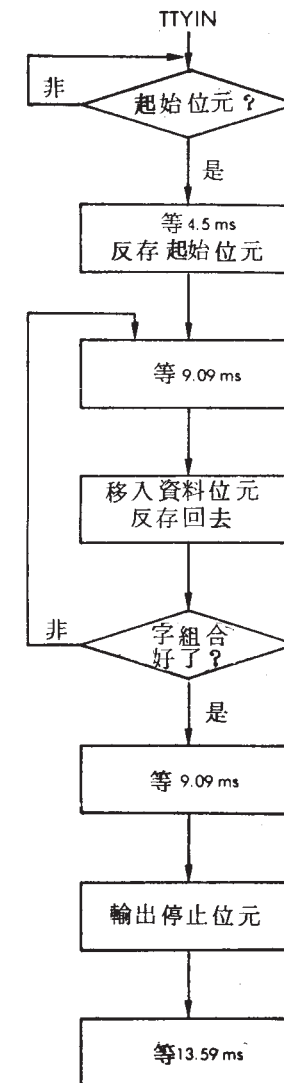 TTYIN
非
起始位元？
是
等 4.5 ms
反存起始位元
等 9.09 ms
移入資料位元
反存回去
非
字組合
好了？
是
等 9.09 ms
輸出停止位元
等13.59 ms